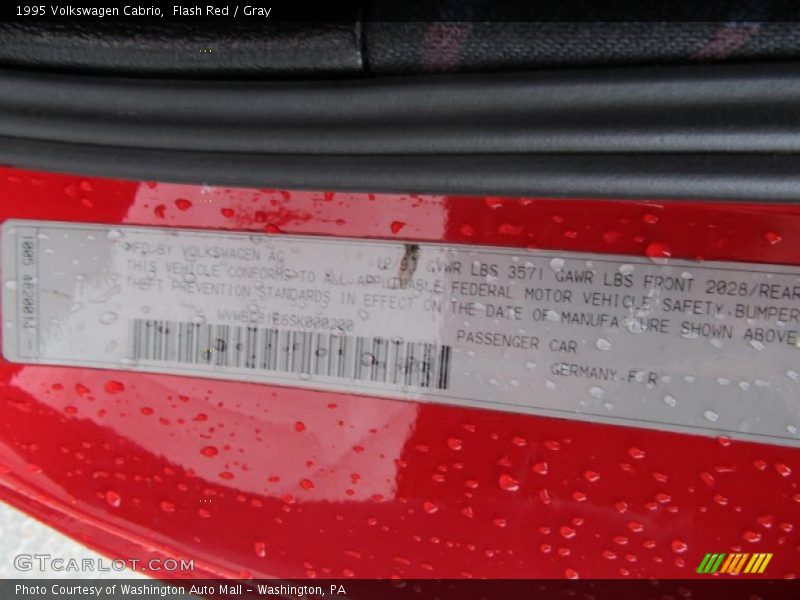 1995 Volkswagen Cabrio, Flash Red / Gray
MFD.BY VOLKSWAGEN AG GVWR LBS 3571 GAWR LBS FRONT 2028/REAR
THIS VEHICLE CONFORMS TO ALL APPLICABLE FEDERAL MOTOR VEHICLE SAFETY,BUMPER
THEFT PREVENTION STANDARDS IN EFFECT ON THE DATE OF MANUFACTURE SHOWN ABOVE
PASSENGER CAR
GERMANY.F R
GTCARLOT.COM
Photo Courtesy of Washington Auto Mall - Washington, PA